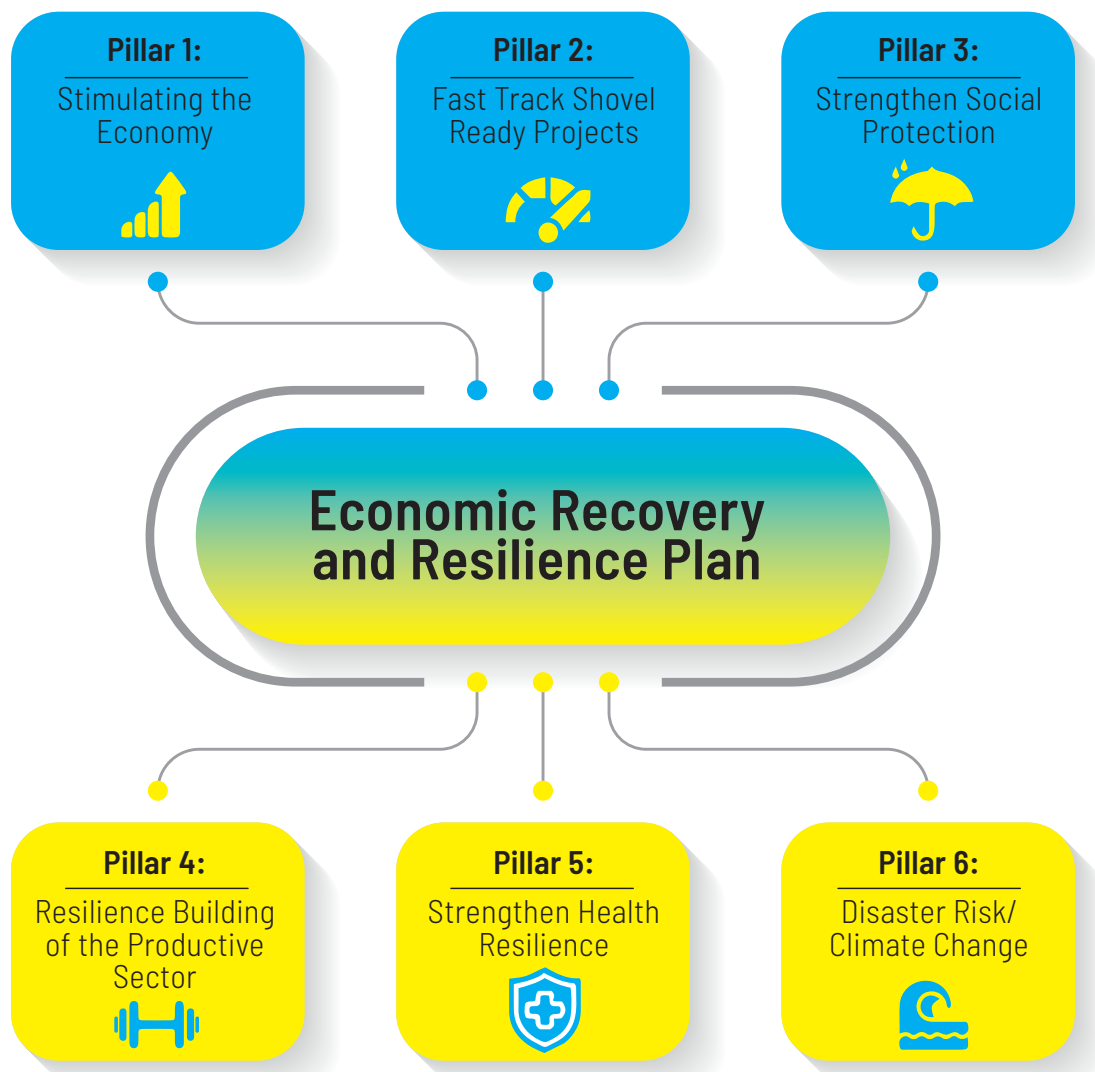 Pillar 1:
Stimulating the
Economy
Pillar 2:
Fast Track Shovel
Ready Projects
Pillar 3:
Strengthen Social
Protection
Economic Recovery
and Resilience Plan
Pillar 4:
Resilience Building
of the Productive
Sector
Pillar 5:
Strengthen Health
Resilience
Pillar 6:
Disaster Risk/
Climate Change